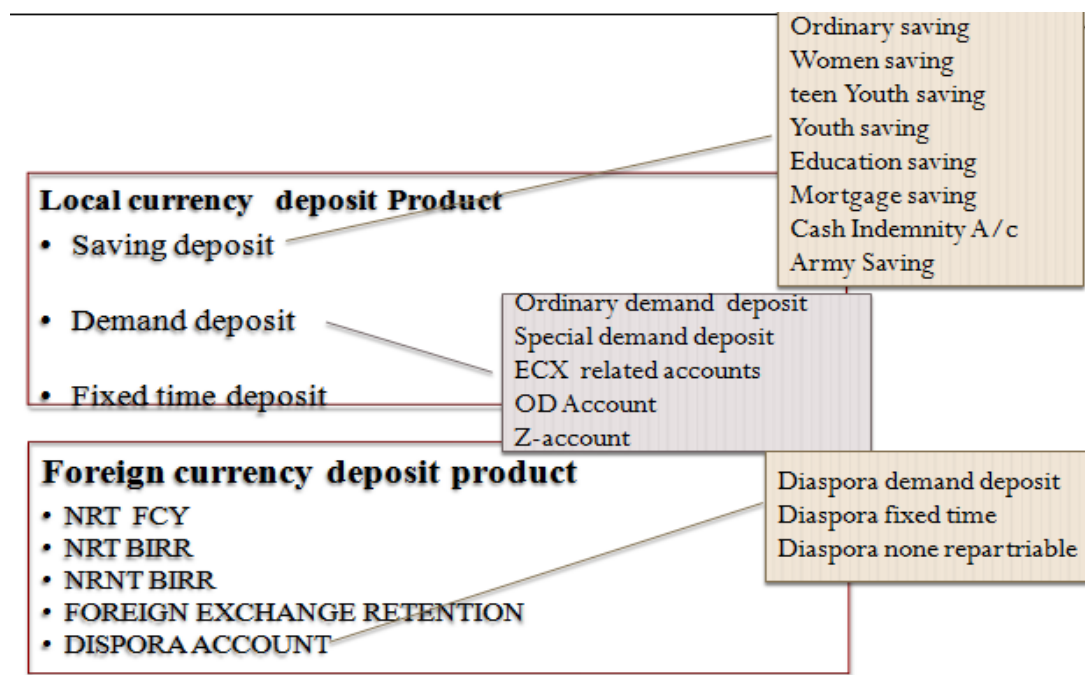 Ordinary saving
Women saving
teen Youth saving
Youth saving
Education saving
Mortgage saving
Cash Indemnity A/c
Army Saving
Local currency deposit Product
• Saving deposit
• Demand deposit
• Fixed time deposit
Ordinary demand deposit
Special demand deposit
ECX related accounts
OD Account
Z-account
Foreign currency deposit product
• NRT FCY
• NRT BIRR
• NRNT BIRR
• FOREIGN EXCHANGE RETENTION
• DISPORA ACCOUNT
Diaspora demand deposit
Diaspora fixed time
Diaspora none repartriable